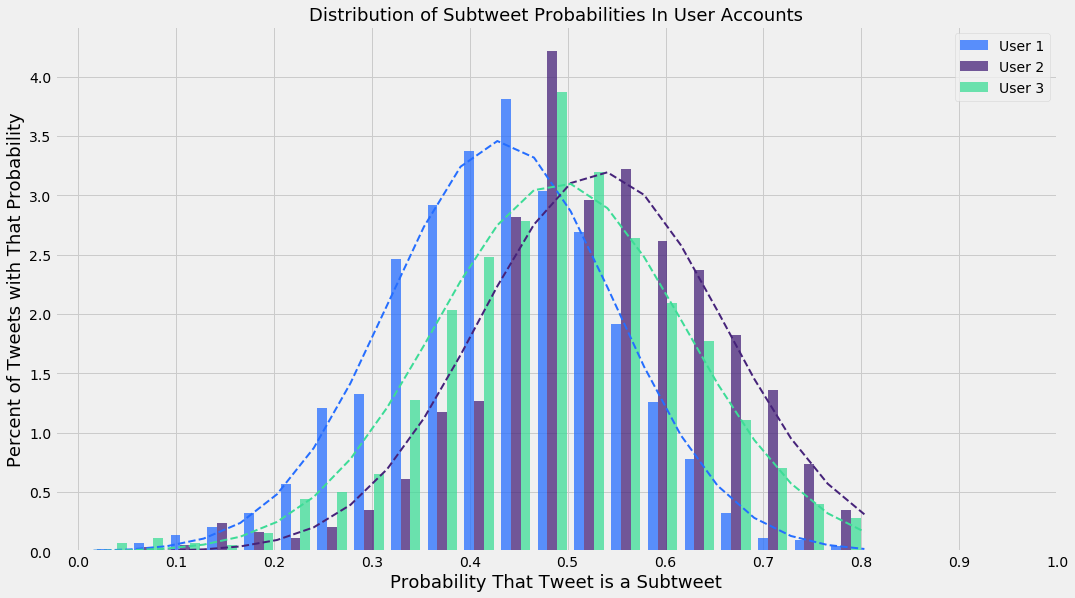 Distribution of Subtweet Probabilities In User Accounts
User 1
User 2
User 3
Percent of Tweets with That Probability
4.0
3.5
3.0
2.5
2.0
1.5
1.0
0.5
0.0
0.0 0.1 0.2 0.3 0.4 0.5 0.6 0.7 0.8 0.9 1.0
Probability That Tweet is a Subtweet